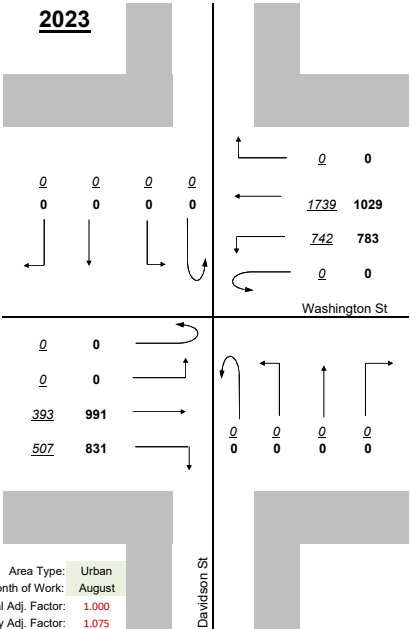 2023
0 0
0 0 0 0
0 0 0 0
1739 1029
742 783
0 0
Washington St
0 0
0 0
393 991
507 831
0 0 0 0
0 0 0 0
Davidson St
Area Type: Urban
onth of Work: August
al Adj. Factor: 1.000
y Adj. Factor: 1.075